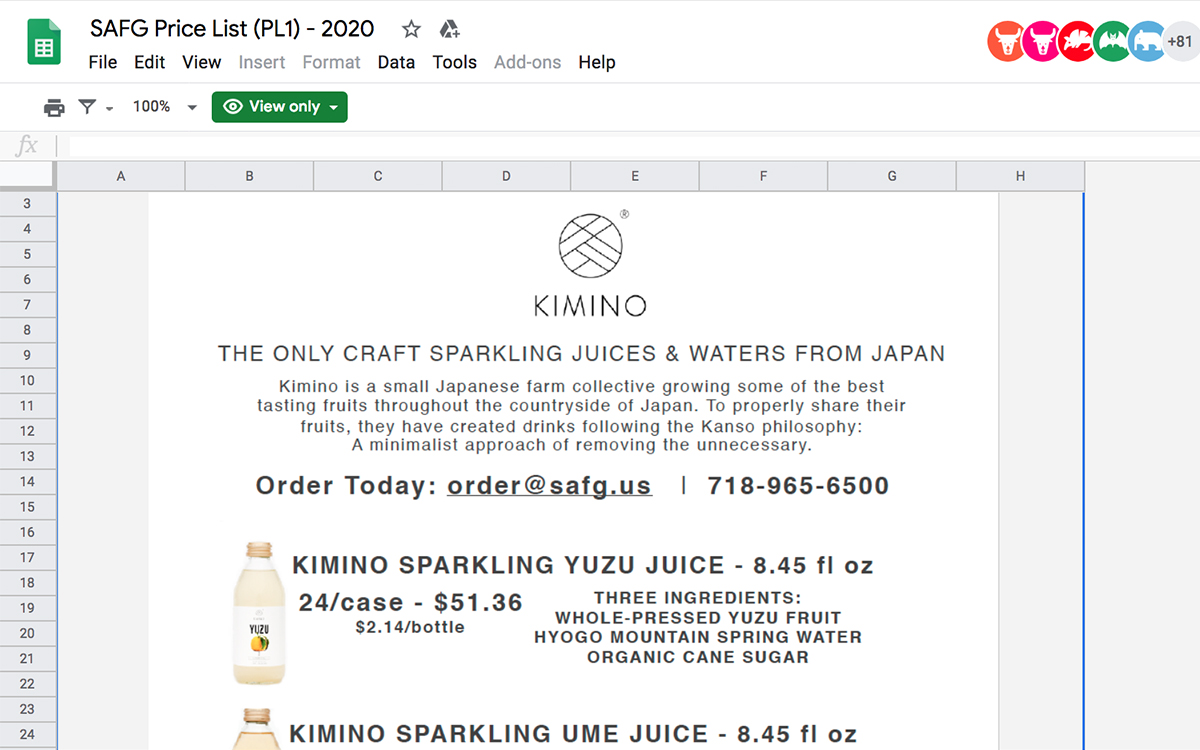 SAFG Price List (PL1) - 2020
File Edit View Insert Format Data Tools Add-ons Help
+81
100% View only
fx
A B C D E F G H
3
4
5
6
7
8
9
10
11
12
13
14
15
16
17
18
19
20
21
22
23
24
®
KIMINO
THE ONLY CRAFT SPARKLING JUICES & WATERS FROM JAPAN
Kimino is a small Japanese farm collective growing some of the best
tasting fruits throughout the countryside of Japan. To properly share their
fruits, they have created drinks following the Kanso philosophy:
A minimalist approach of removing the unnecessary.
Order Today: order@safg.us | 718-965-6500
KIMINO SPARKLING YUZU JUICE - 8.45 fl oz
24/case - $51.36
$2.14/bottle
THREE INGREDIENTS:
WHOLE-PRESSED YUZU FRUIT
HYOGO MOUNTAIN SPRING WATER
ORGANIC CANE SUGAR
YUZU
KIMINO SPARKLING UME JUICE - 8.45 fl oz